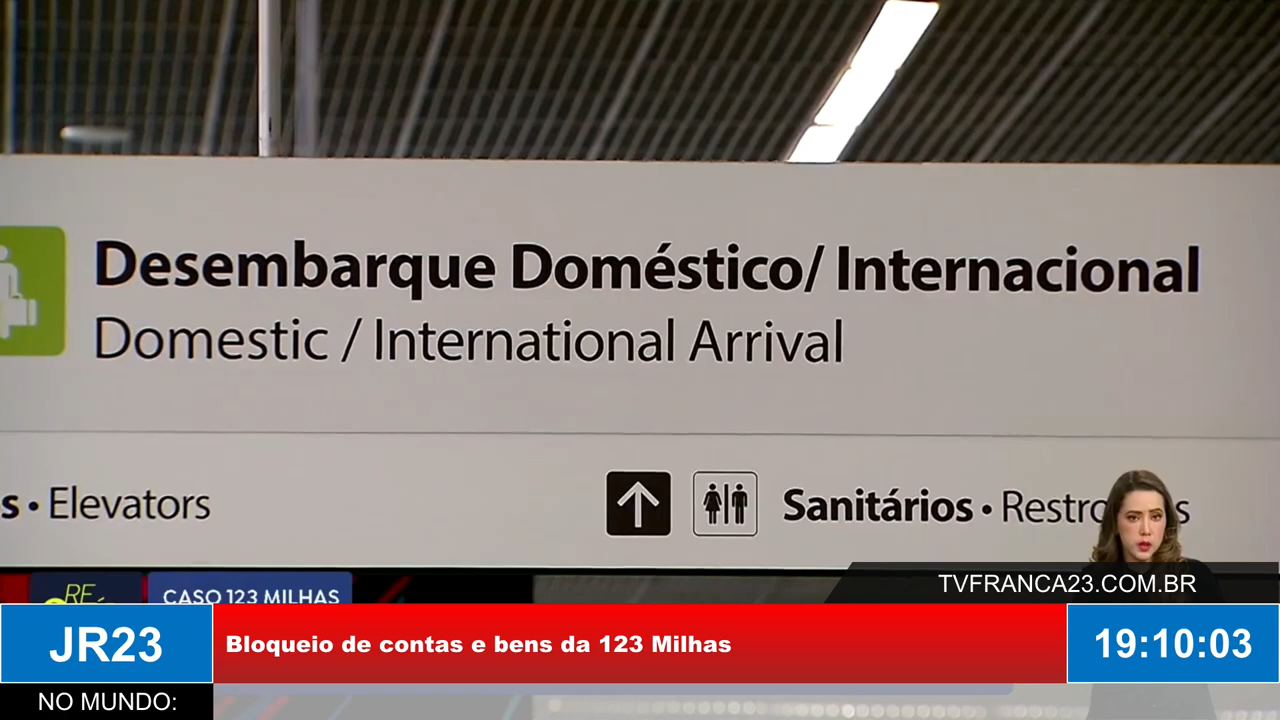 Desembarque Doméstico/ Internacional
Domestic / International Arrival
s • Elevators
Sanitários • Restro s
TVFRANCA23.COM.BR
RE
CASO 123 MILHAS
JR23
Bloqueio de contas e bens da 123 Milhas
19:10:03
NO MUNDO: